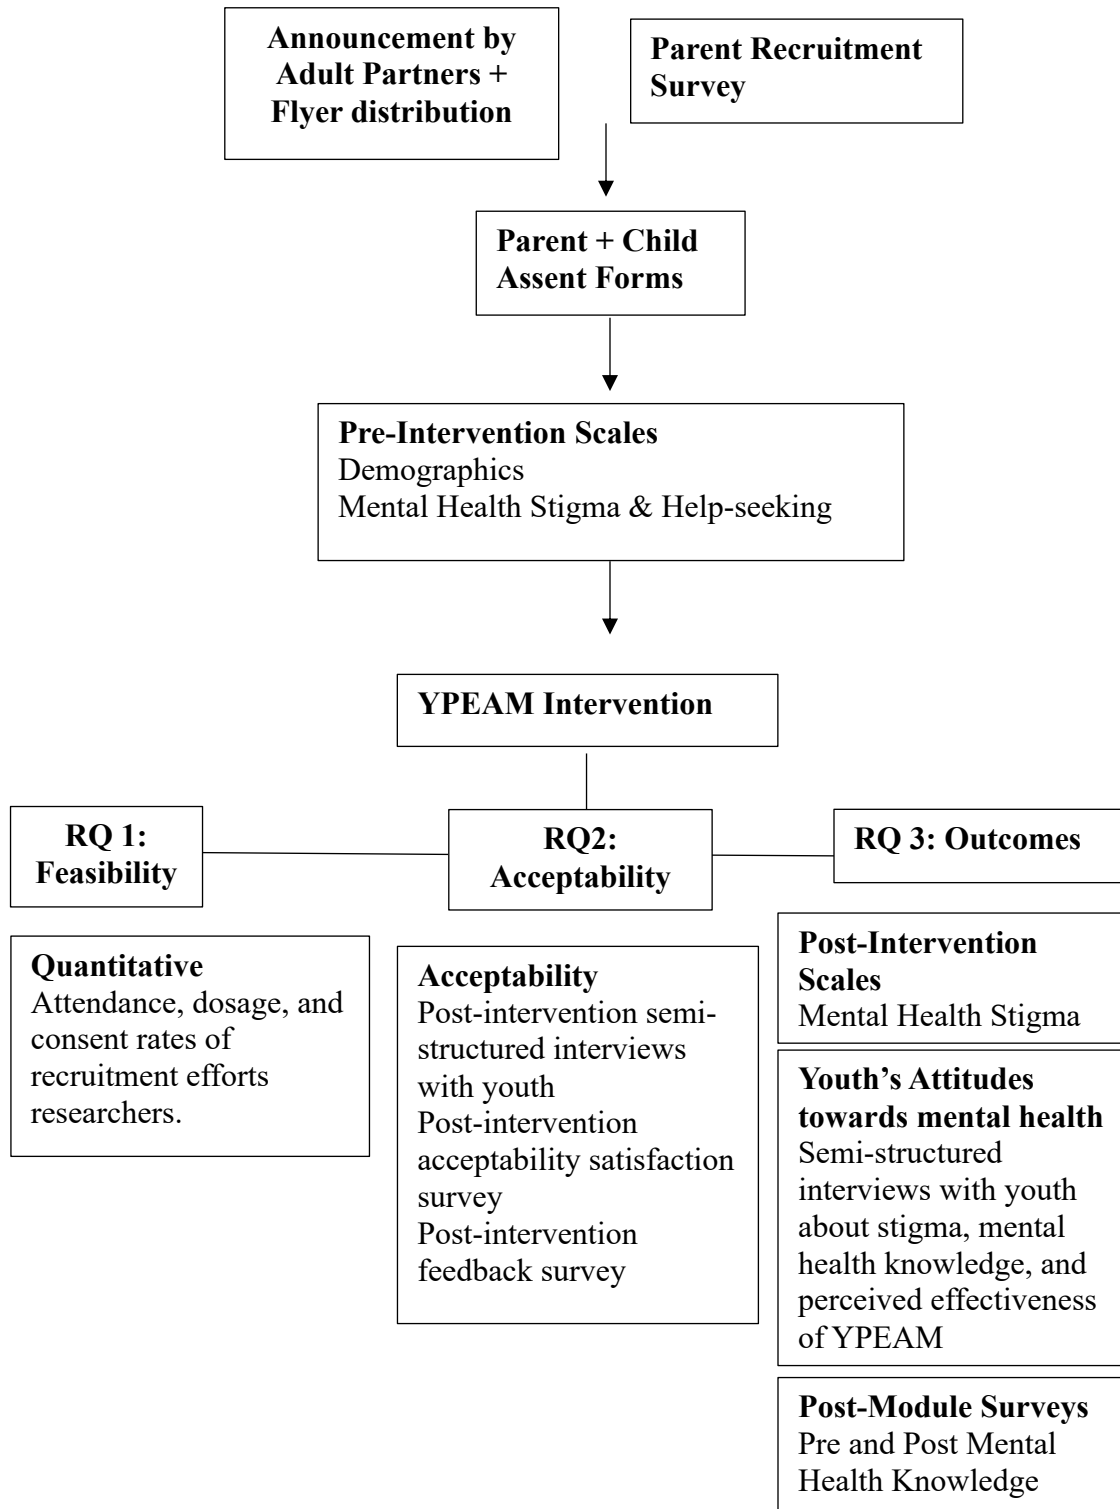 Announcement by
Adult Partners +
Flyer distribution
Parent Recruitment
Survey
Parent + Child
Assent Forms
Pre-Intervention Scales
Demographics
Mental Health Stigma & Help-seeking
YPEAM Intervention
RQ 1:
Feasibility
RQ2:
Acceptability
RQ 3: Outcomes
Quantitative
Attendance, dosage, and
consent rates of
recruitment efforts
researchers.
Acceptability
Post-intervention semi-
structured interviews
with youth
Post-intervention
acceptability satisfaction
survey
Post-intervention
feedback survey
Post-Intervention
Scales
Mental Health Stigma
Youth’s Attitudes
towards mental health
Semi-structured
interviews with youth
about stigma, mental
health knowledge, and
perceived effectiveness
of YPEAM
Post-Module Surveys
Pre and Post Mental
Health Knowledge